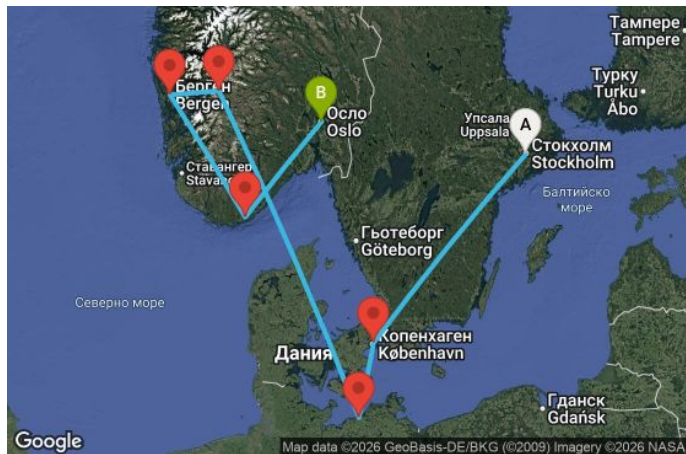 Тампере
Tampere
Турку
Turku
Åbo
Упсала
Uppsala
A
Стокхолм
Stockholm
Балтийско
море
B
Осло
Oslo
Берген
Bergen
Ставангер
Гьотеборг
Göteborg
Северно море
Дания
Копенхаген
København
Гданск
Gdańsk
Google
Map data ©2026 GeoBasis-DE/BKG (©2009) Imagery ©2026 NASA